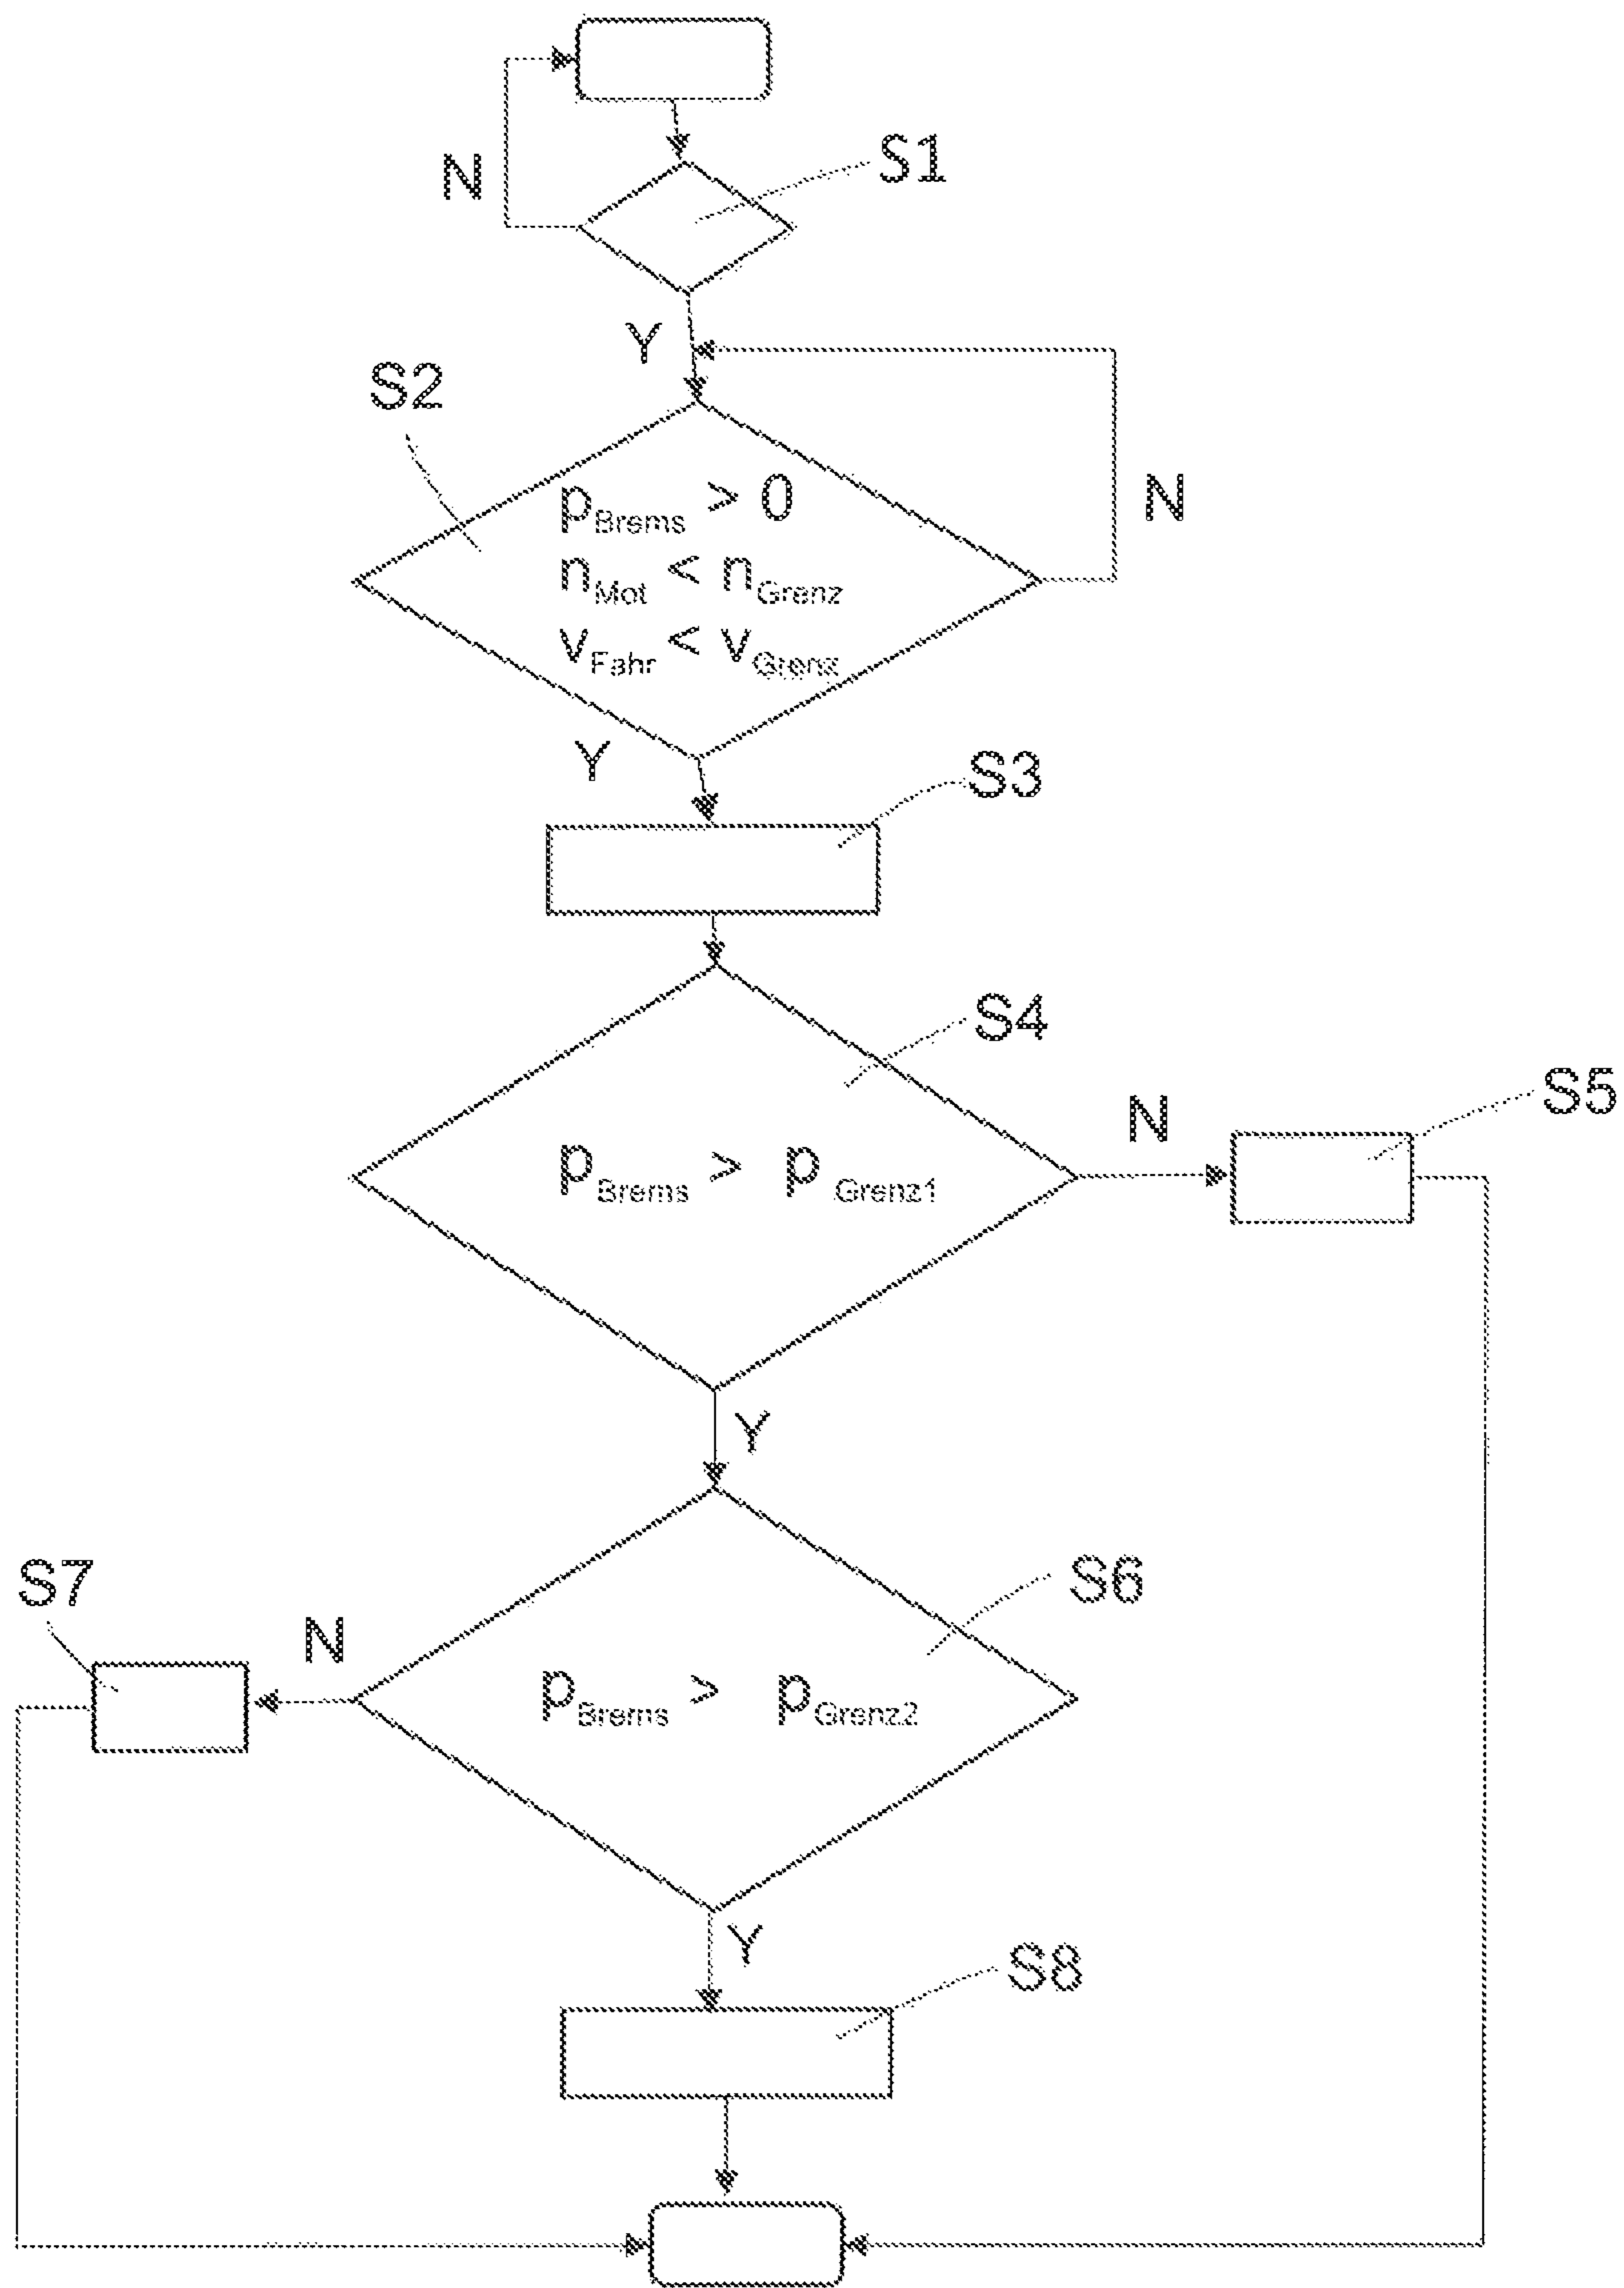 S1
N
Y
S2
N
p_Brems > 0
n_Mot < n_Grenz
v_Fahr < v_Grenz
Y
S3
S4
N
S5
p_Brems > p_Grenz1
Y
S7
N
S6
p_Brems > p_Grenz2
Y
S8